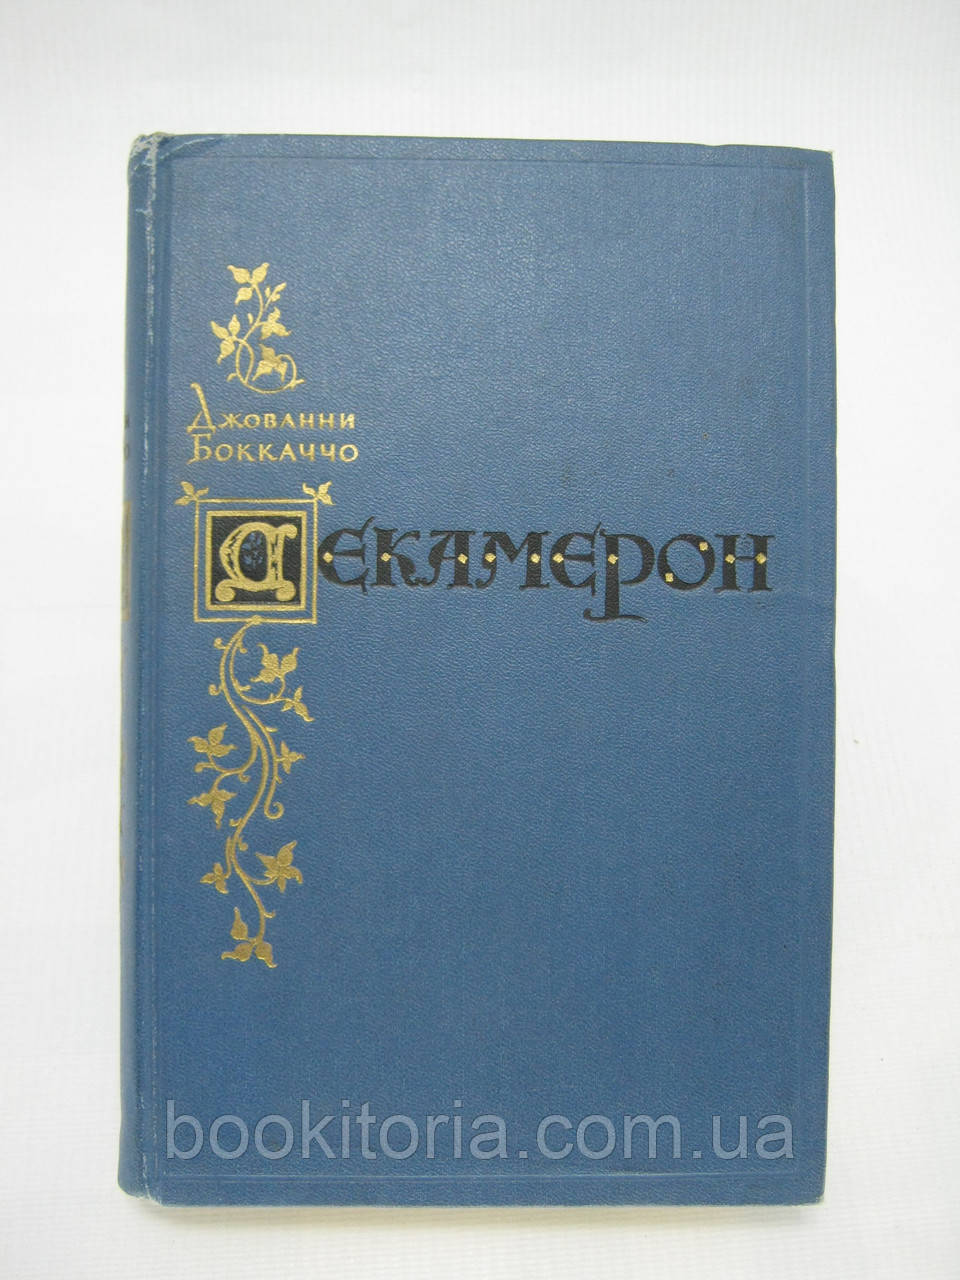 Джованни
Боккаччо
Декамерон
bookitoria.com.ua